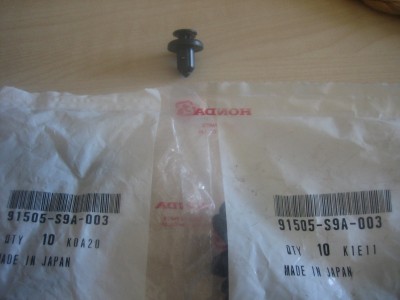 HONDA
91505-S9A-003
QTY 10 K0A20
MADE IN JAPAN
91505-S9A-003
QTY 10 K1E11
MADE IN JAPAN